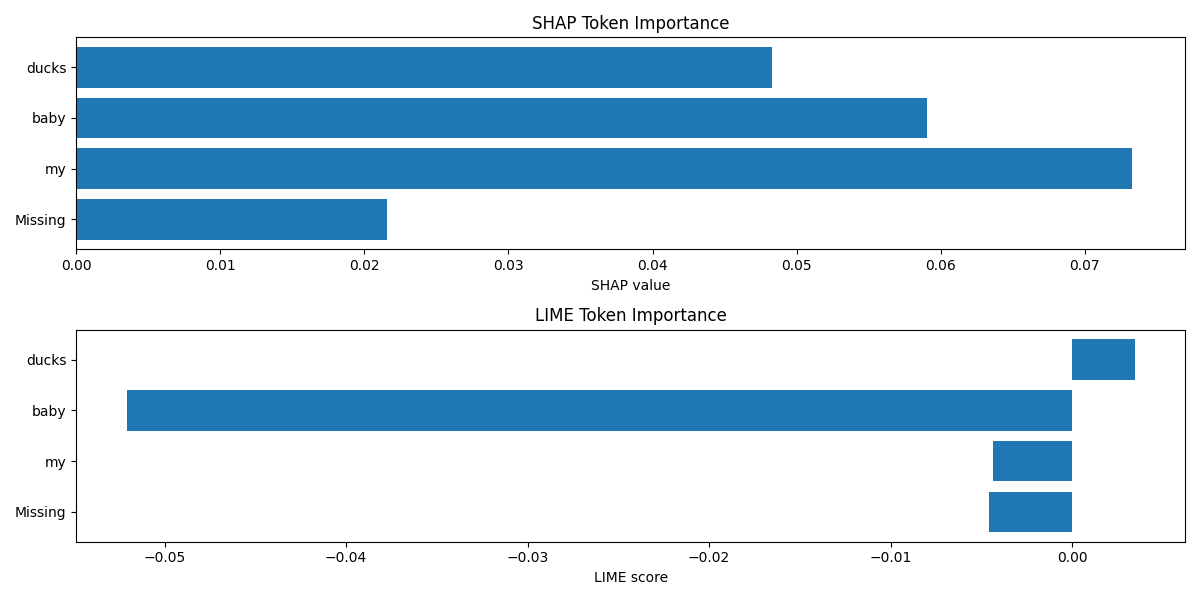 SHAP Token Importance
ducks
baby
my
Missing
0.00 0.01 0.02 0.03 0.04 0.05 0.06 0.07
SHAP value
LIME Token Importance
ducks
baby
my
Missing
−0.05 −0.04 −0.03 −0.02 −0.01 0.00
LIME score